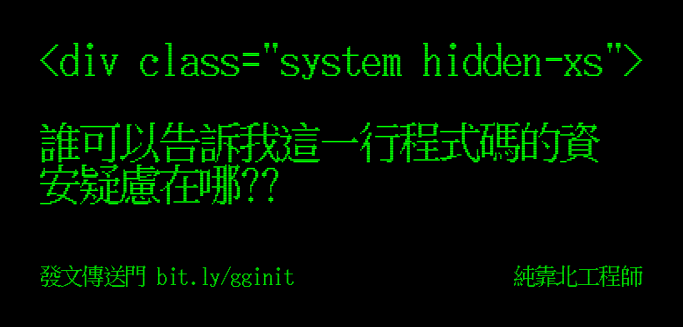 <div class="system hidden-xs">
誰可以告訴我這一行程式碼的資
安疑慮在哪??
發文傳送門 bit.ly/gginit
純靠北工程師